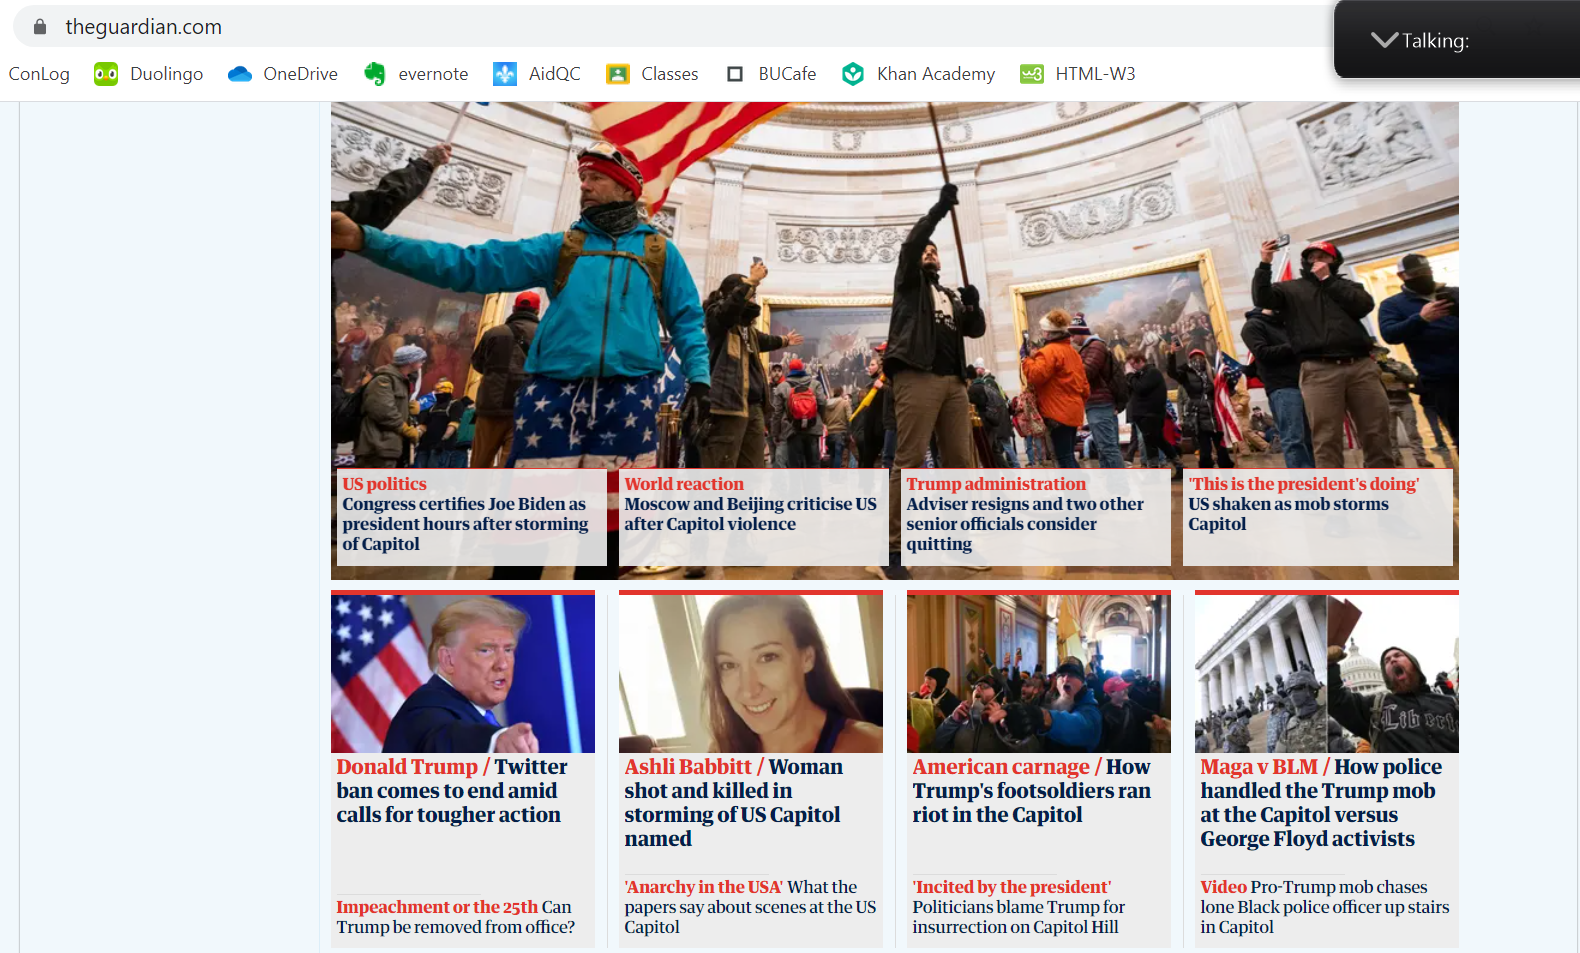 theguardian.com
Talking:
ConLog Duolingo OneDrive evernote AidQC Classes BUCafe Khan Academy HTML-W3
US politics
Congress certifies Joe Biden as
president hours after storming
of Capitol
World reaction
Moscow and Beijing criticise US
after Capitol violence
Trump administration
Adviser resigns and two other
senior officials consider
quitting
'This is the president's doing'
US shaken as mob storms
Capitol
Donald Trump / Twitter
ban comes to end amid
calls for tougher action
Impeachment or the 25th Can
Trump be removed from office?
Ashli Babbitt / Woman
shot and killed in
storming of US Capitol
named
'Anarchy in the USA' What the
papers say about scenes at the US
Capitol
American carnage / How
Trump's footsoldiers ran
riot in the Capitol
'Incited by the president'
Politicians blame Trump for
insurrection on Capitol Hill
Maga v BLM / How police
handled the Trump mob
at the Capitol versus
George Floyd activists
Video Pro-Trump mob chases
lone Black police officer up stairs
in Capitol